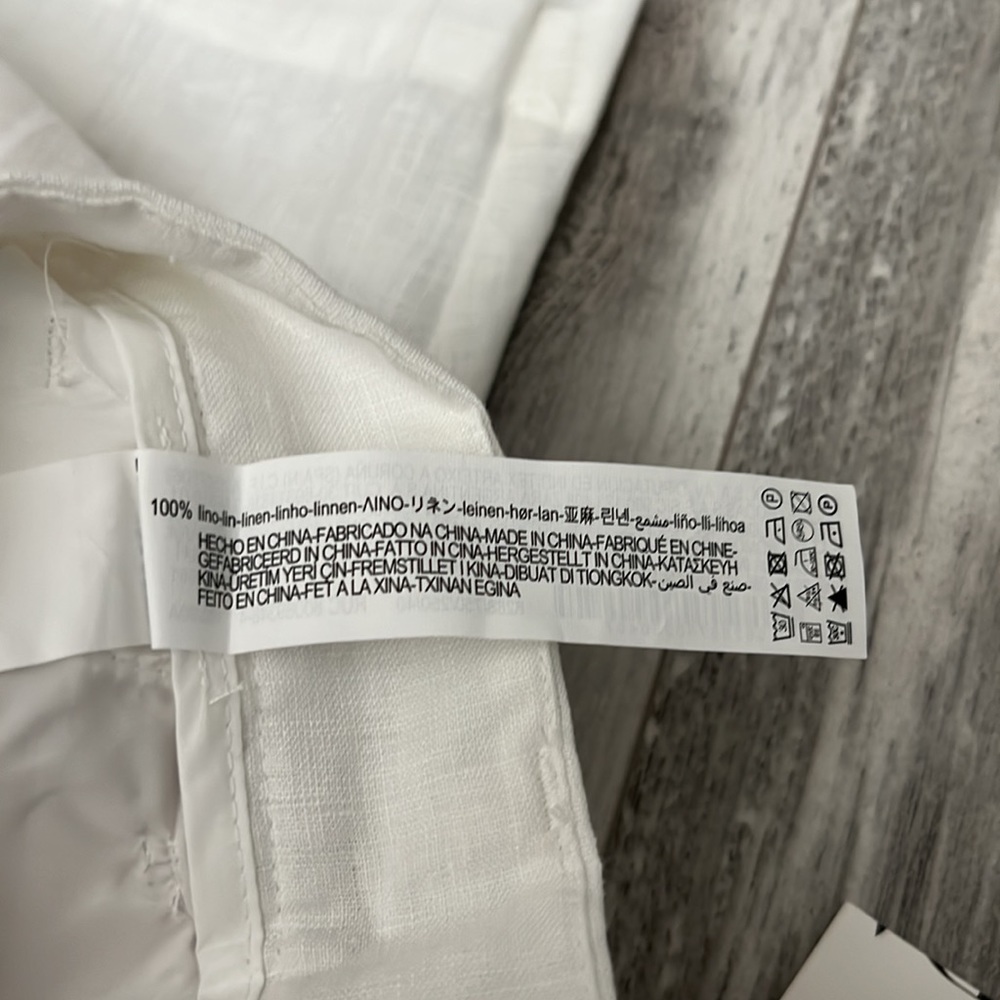 100% lino-lin-linen-linho-linnen-ΛΙΝΟ-リネン-leinen-hør-lan-亚麻-린넨-مشمع-liño-lli-lihoa
HECHO EN CHINA-FABRICADO NA CHINA-MADE IN CHINA-FABRIQUÉ EN CHINE-
GEFABRICEERD IN CHINA-FATTO IN CINA-HERGESTELLT IN CHINA-ΚΑΤΑΣΚΕΥΗ
KINA-ÜRETİM YERİ ÇİN-FREMSTILLET I KINA-DIBUAT DI TIONGKOK-صنع في الصين-
FEITO EN CHINA-FET A LA XINA-TXINAN EGINA